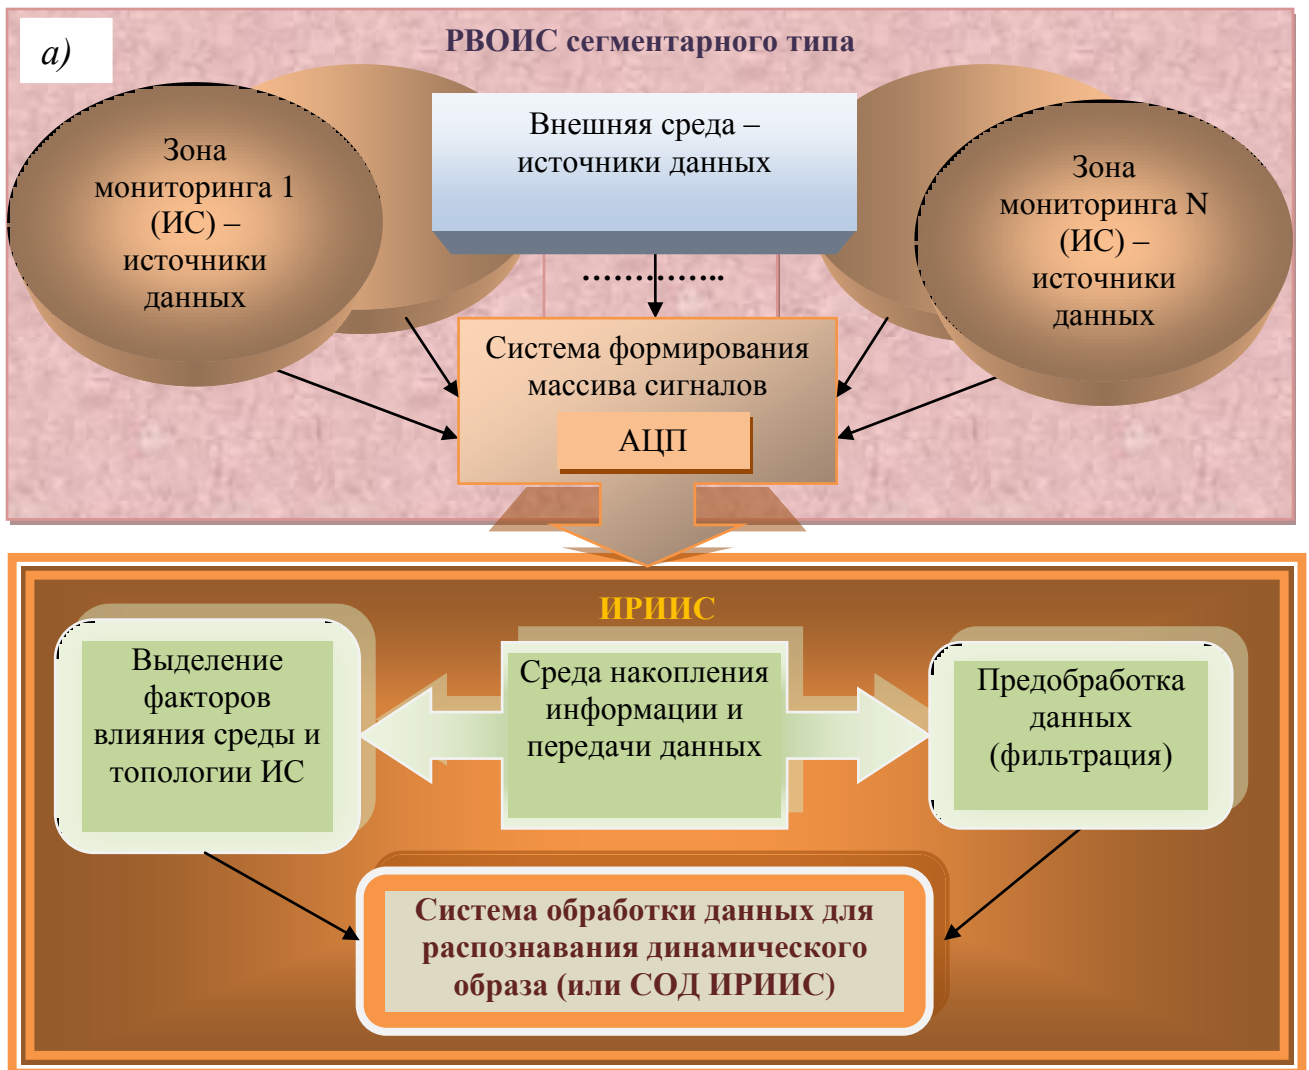 а)
РВОИС сегментарного типа
Зона
мониторинга 1
(ИС) –
источники
данных
Внешняя среда –
источники данных
Зона
мониторинга N
(ИС) –
источники
данных
…………..
Система формирования
массива сигналов
АЦП
ИРИИС
Выделение
факторов
влияния среды и
топологии ИС
Среда накопления
информации и
передачи данных
Предобработка
данных
(фильтрация)
Система обработки данных для
распознавания динамического
образа (или СОД ИРИИС)